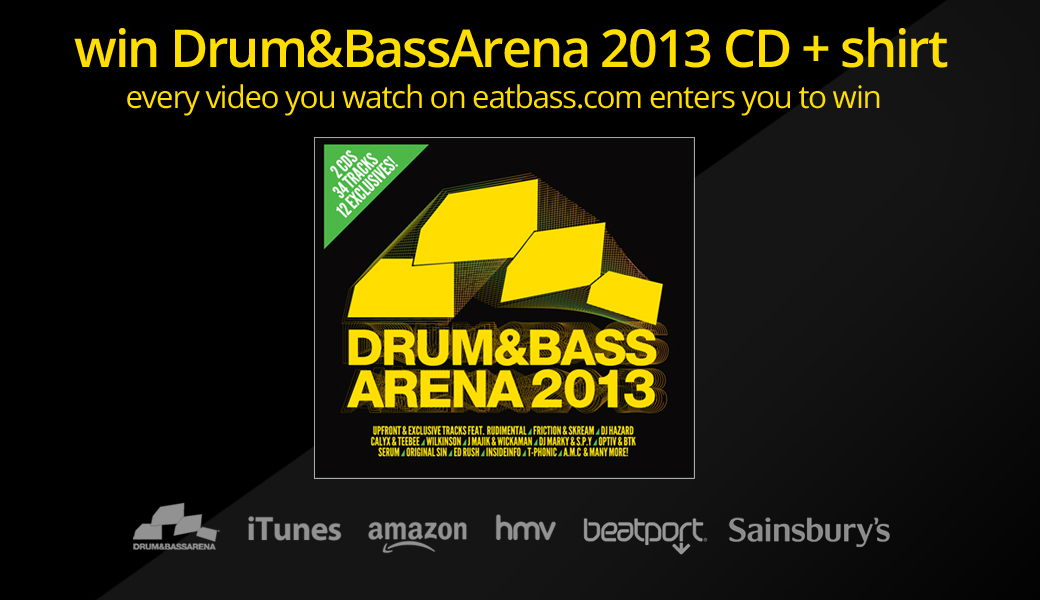 win Drum&BassArena 2013 CD + shirt
every video you watch on eatbass.com enters you to win
2 CDS
34 TRACKS
12 EXCLUSIVES!
DRUM&BASS
ARENA 2013
UPFRONT & EXCLUSIVE TRACKS FEAT. RUDIMENTAL FRICTION & SKREAM DJ HAZARD
CALYX & TEEBEE WILKINSON J MAJIK & WICKAMAN DJ MARKY & S.P.Y OPTIV & BTK
SERUM ORIGINAL SIN ED RUSH INSIDEINFO T-PHONIC A.M.C & MANY MORE!
DRUM&BASSARENA iTunes amazon hmv beatport Sainsbury's